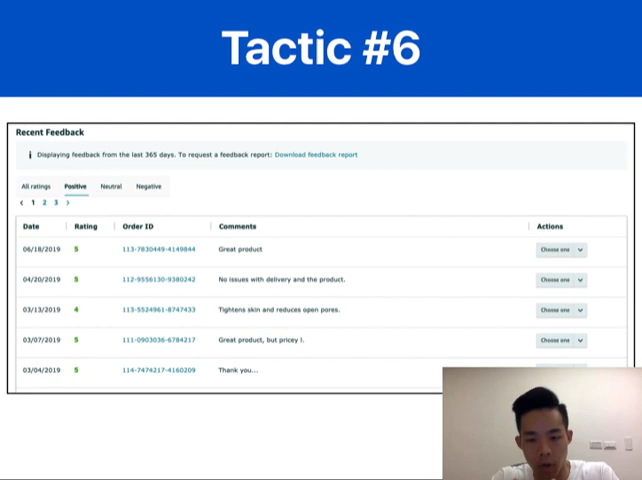 Tactic #6
Recent Feedback
i Displaying feedback from the last 365 days. To request a feedback report: Download feedback report
All ratings Positive Neutral Negative
< 1 2 3 >
Date Rating Order ID Comments Actions
06/18/2019 5 113-7830449-4149844 Great product Choose one
04/20/2019 5 112-9556130-9380242 No issues with delivery and the product. Choose one
03/13/2019 4 113-5524961-8747433 Tightens skin and reduces open pores. Choose one
03/07/2019 5 111-0903036-6784217 Great product, but pricey !. Choose one
03/04/2019 5 114-7474217-4160209 Thank you...